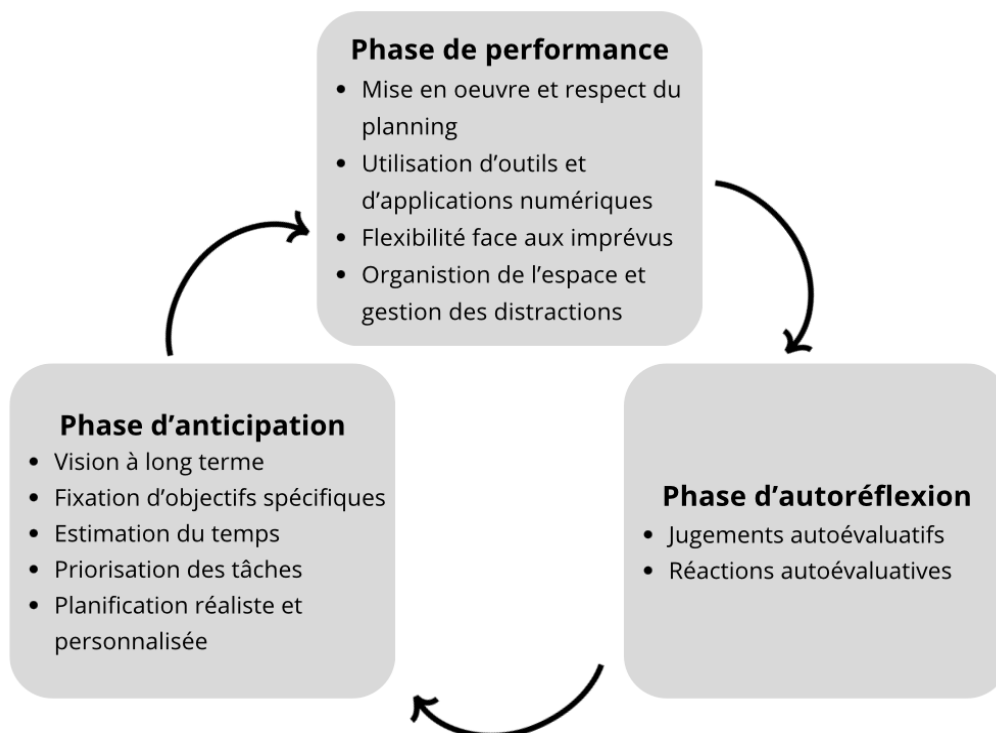 Phase de performance
• Mise en oeuvre et respect du
planning
• Utilisation d’outils et
d’applications numériques
• Flexibilité face aux imprévus
• Organistion de l’espace et
gestion des distractions
Phase d’anticipation
• Vision à long terme
• Fixation d’objectifs spécifiques
• Estimation du temps
• Priorisation des tâches
• Planification réaliste et
personnalisée
Phase d’autoréflexion
• Jugements autoévaluatifs
• Réactions autoévaluatives